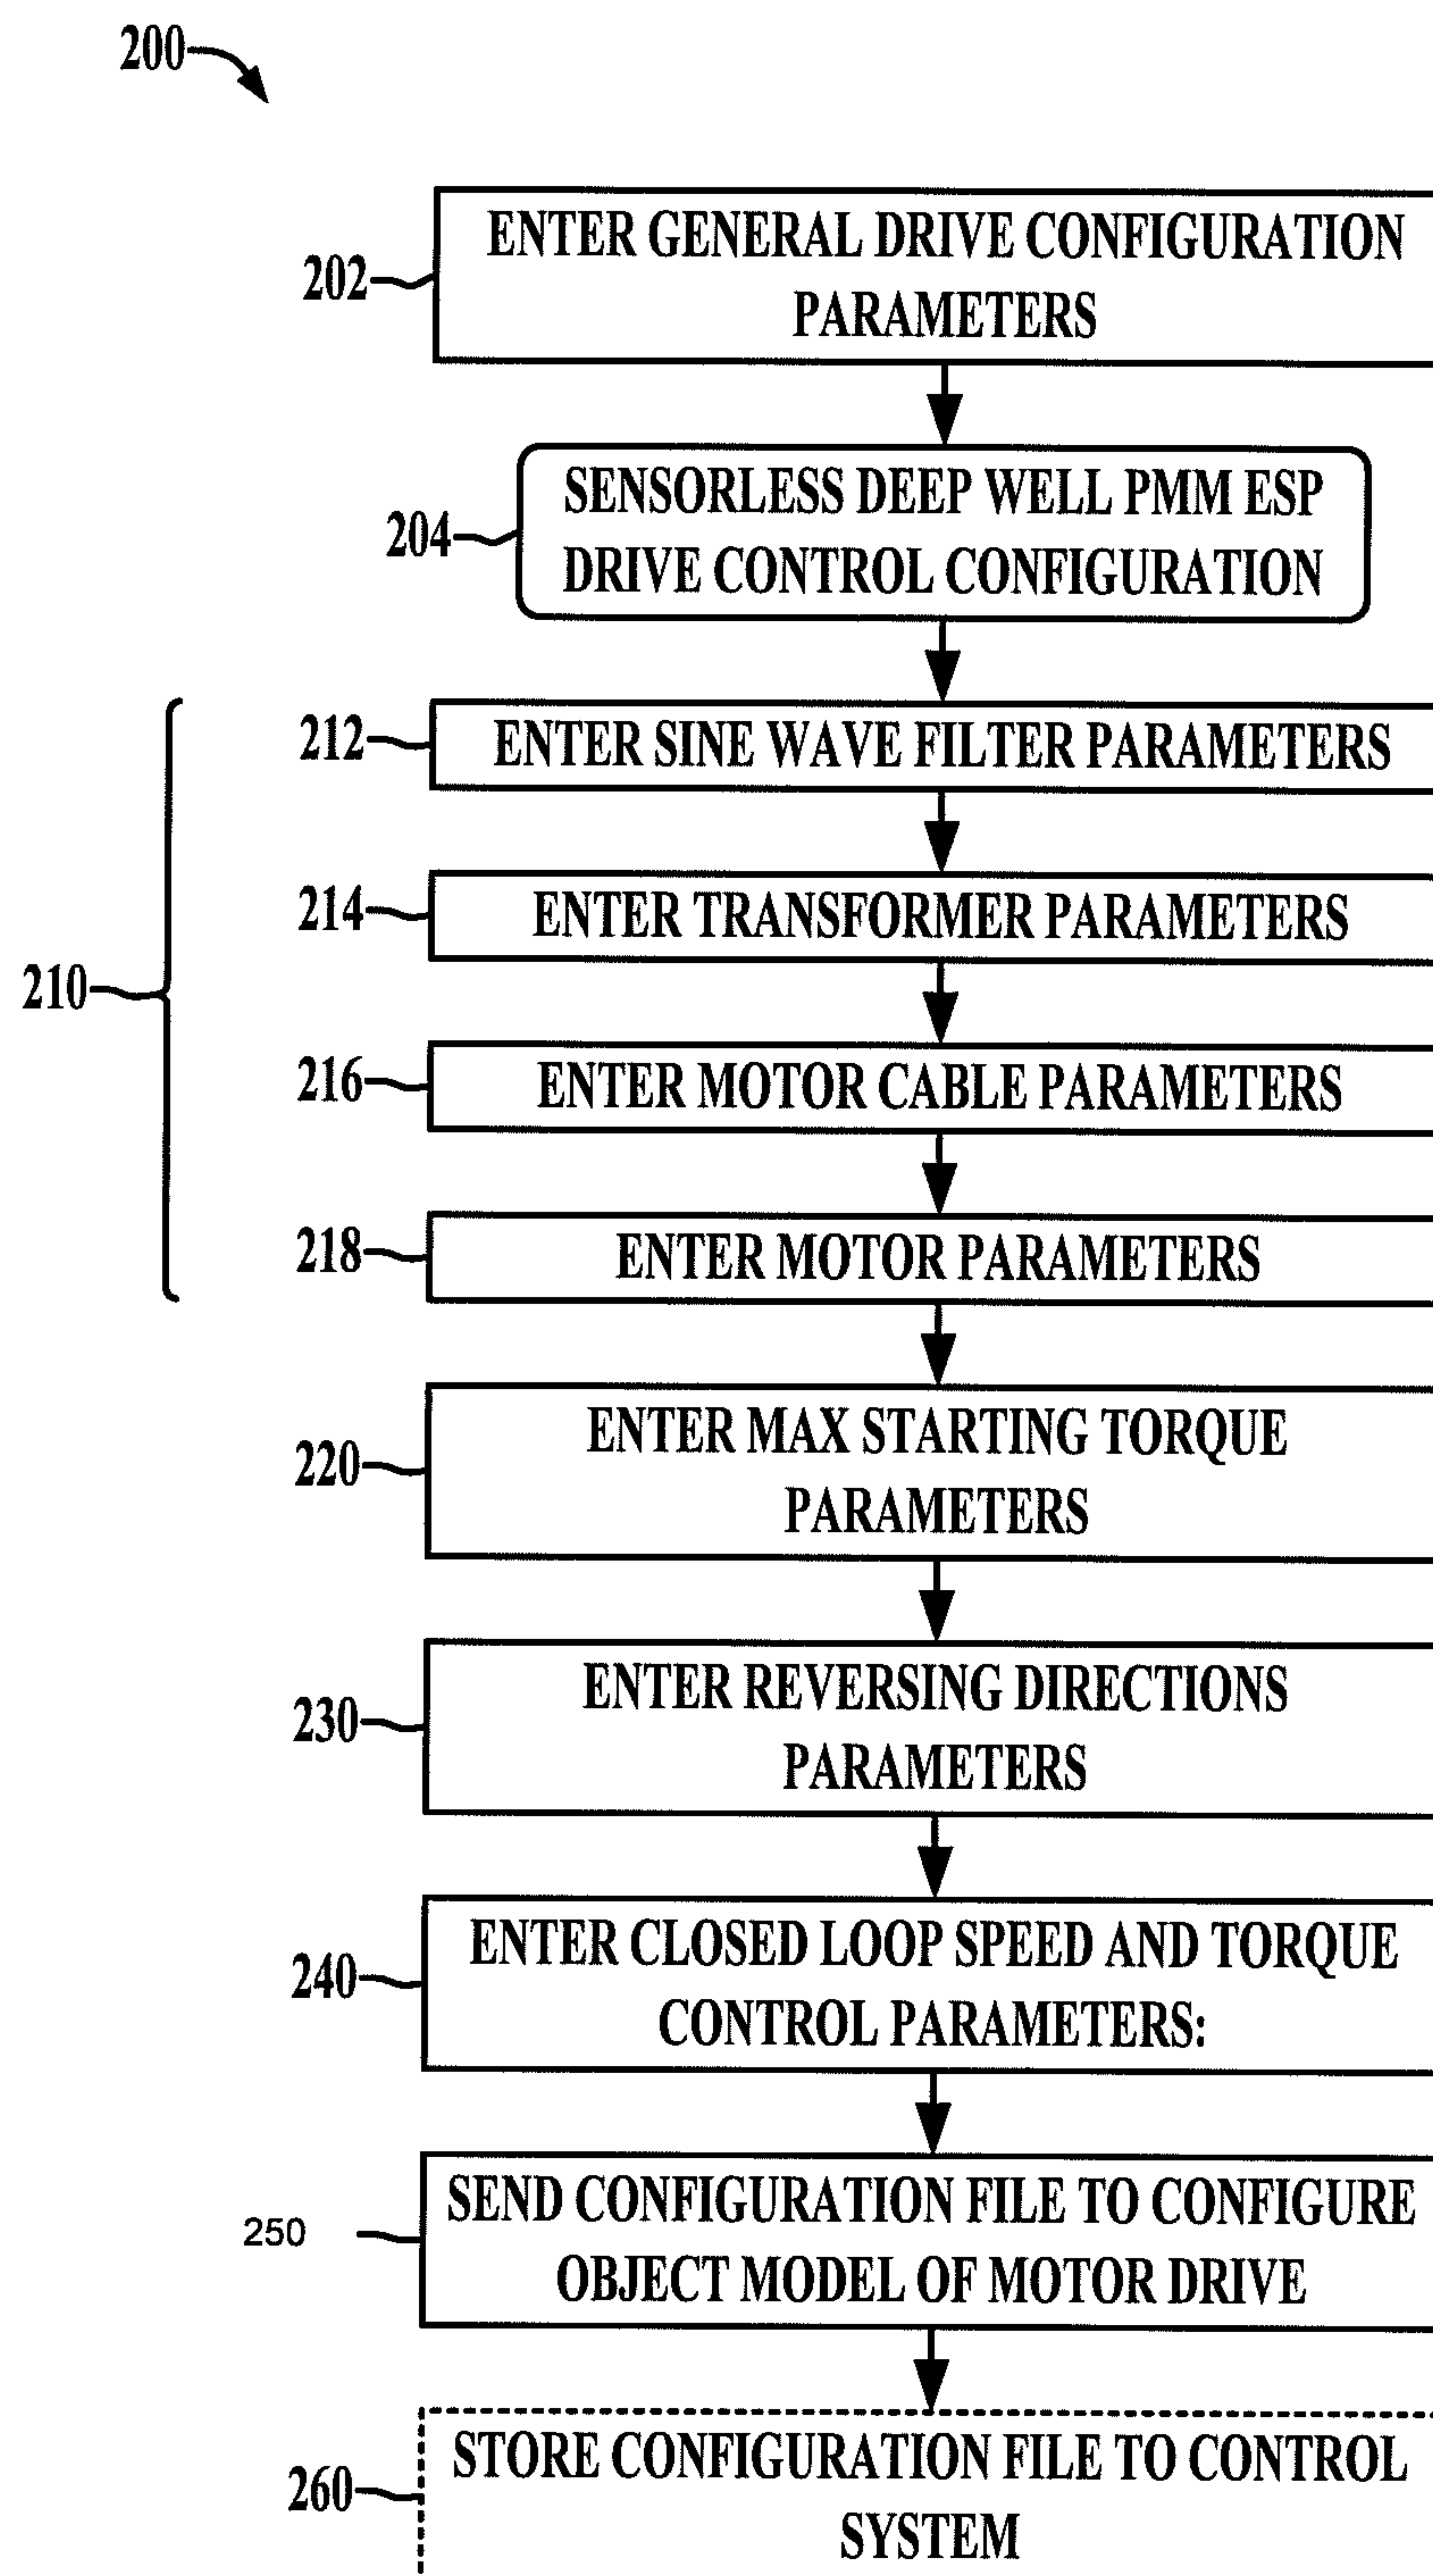 200
ENTER GENERAL DRIVE CONFIGURATION
PARAMETERS
202
SENSORLESS DEEP WELL PMM ESP
DRIVE CONTROL CONFIGURATION
204
212
ENTER SINE WAVE FILTER PARAMETERS
214
ENTER TRANSFORMER PARAMETERS
210
216
ENTER MOTOR CABLE PARAMETERS
218
ENTER MOTOR PARAMETERS
ENTER MAX STARTING TORQUE
PARAMETERS
220
ENTER REVERSING DIRECTIONS
PARAMETERS
230
ENTER CLOSED LOOP SPEED AND TORQUE
CONTROL PARAMETERS:
240
SEND CONFIGURATION FILE TO CONFIGURE
OBJECT MODEL OF MOTOR DRIVE
250
STORE CONFIGURATION FILE TO CONTROL
SYSTEM
260